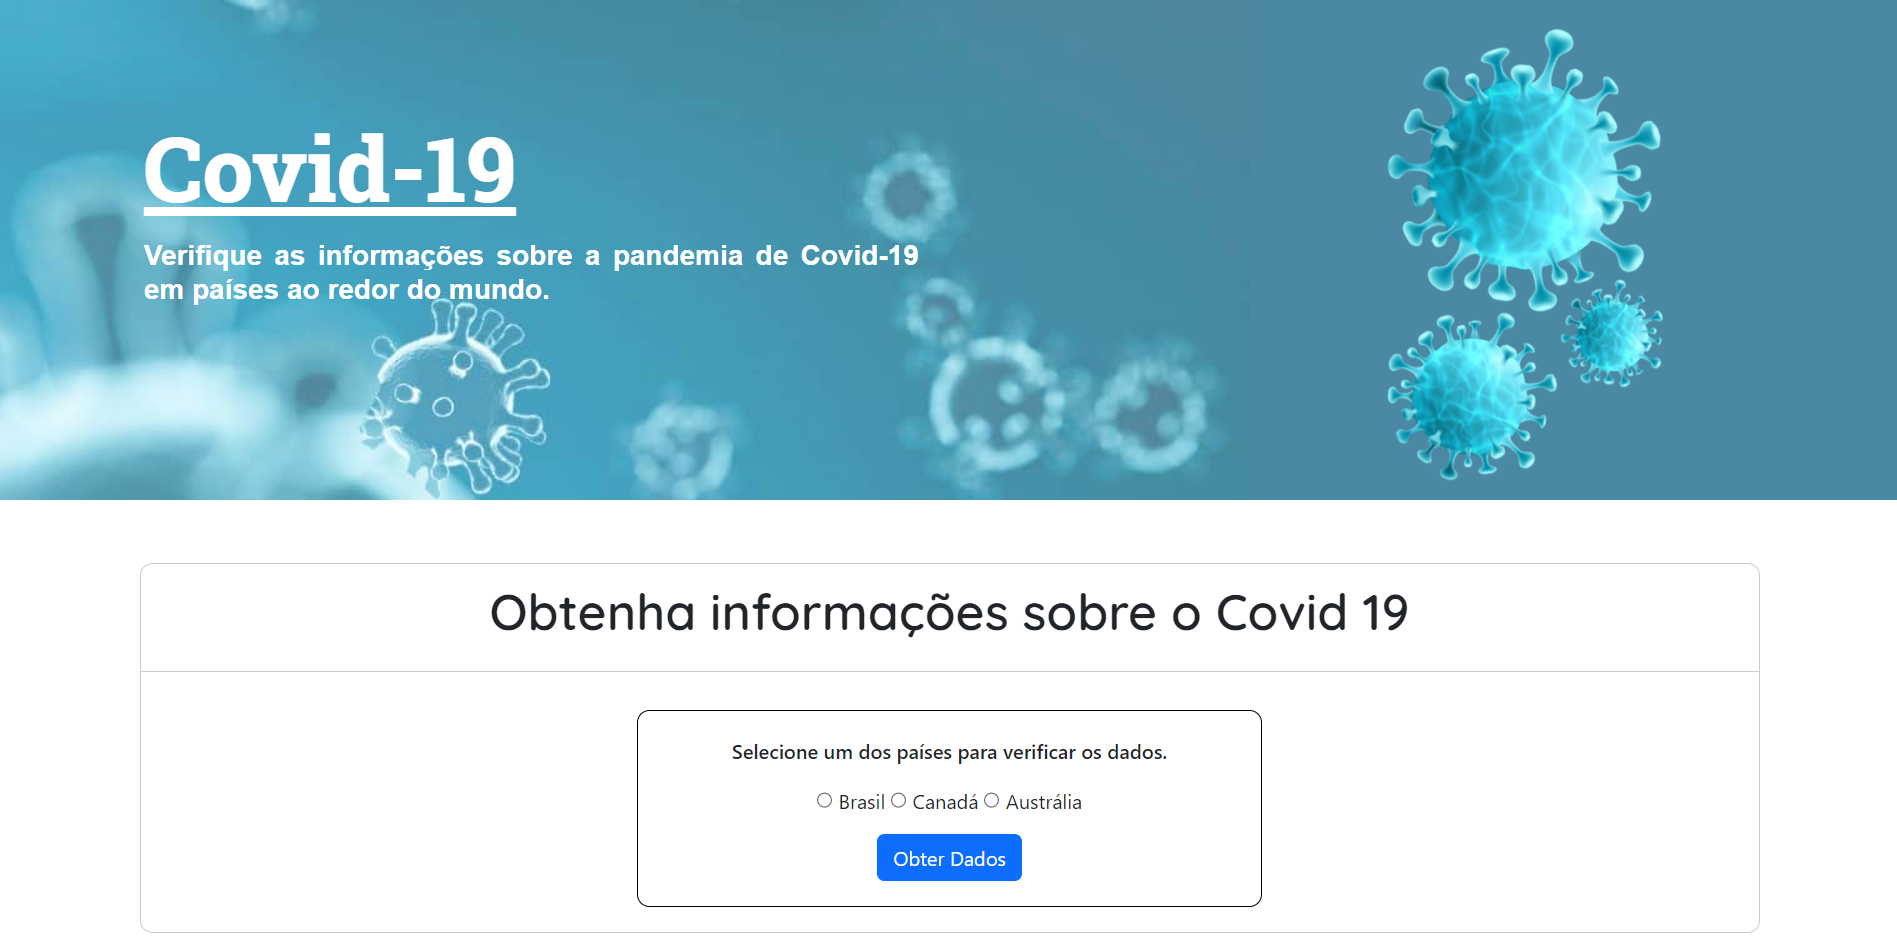 Covid-19
Verifique as informações sobre a pandemia de Covid-19
em países ao redor do mundo.
Obtenha informações sobre o Covid 19
Selecione um dos países para verificar os dados.
Brasil Canadá Austrália
Obter Dados